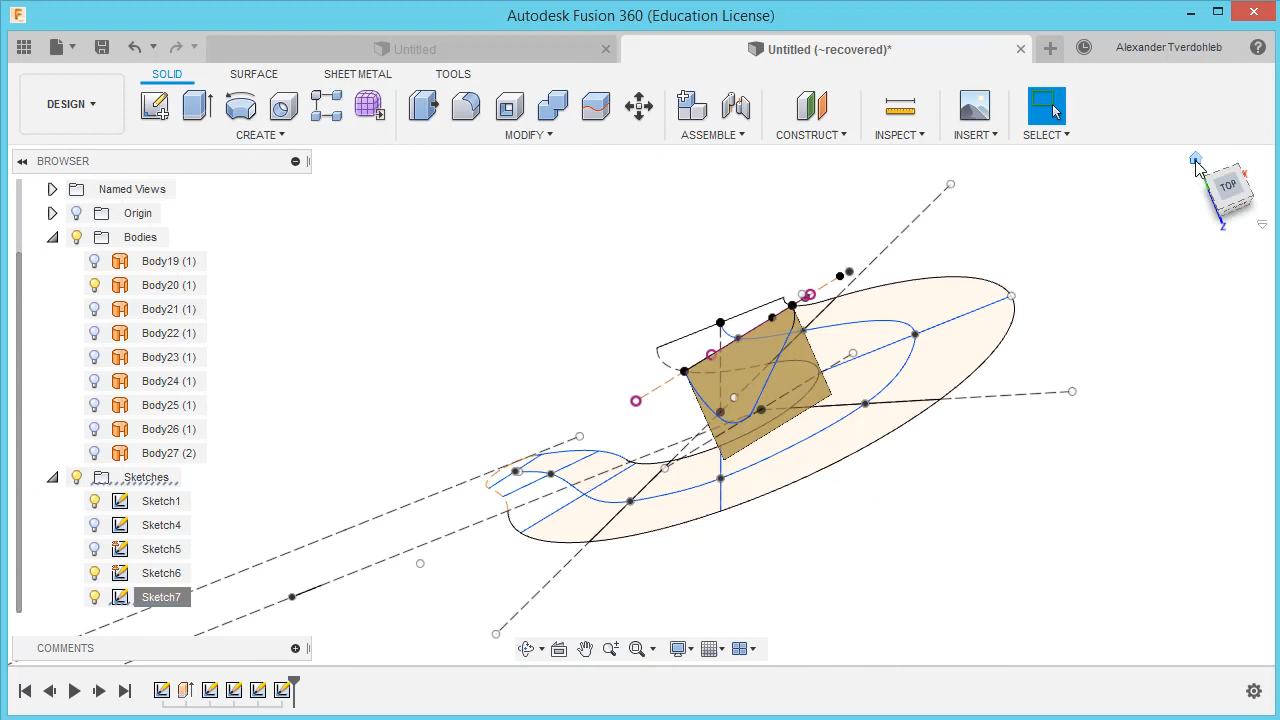 Autodesk Fusion 360 (Education License)
Untitled
Untitled (~recovered)*
Alexander Tverdohleb
SOLID
SURFACE
SHEET METAL
TOOLS
DESIGN
CREATE
MODIFY
ASSEMBLE
CONSTRUCT
INSPECT
INSERT
SELECT
BROWSER
Named Views
Origin
Bodies
Body19 (1)
Body20 (1)
Body21 (1)
Body22 (1)
Body23 (1)
Body24 (1)
Body25 (1)
Body26 (1)
Body27 (2)
Sketches
Sketch1
Sketch4
Sketch5
Sketch6
Sketch7
TOP
X
Z
COMMENTS